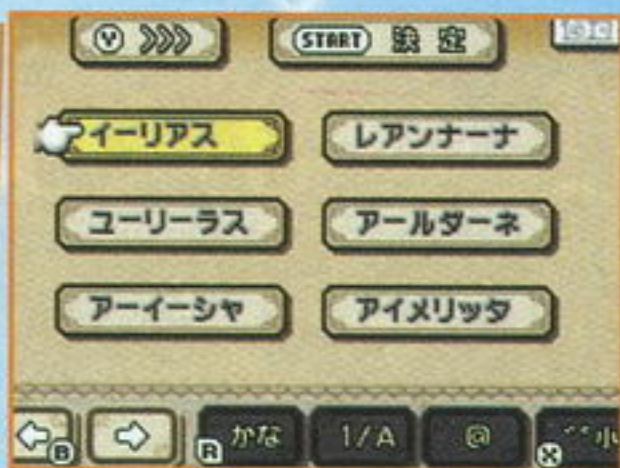 Y >>>
START 決定
イーリアス レアンナーナ
ユーリーラス アールダーネ
アーイーシャ アイメリッタ
B R かな 1/A @ X ゛゜小